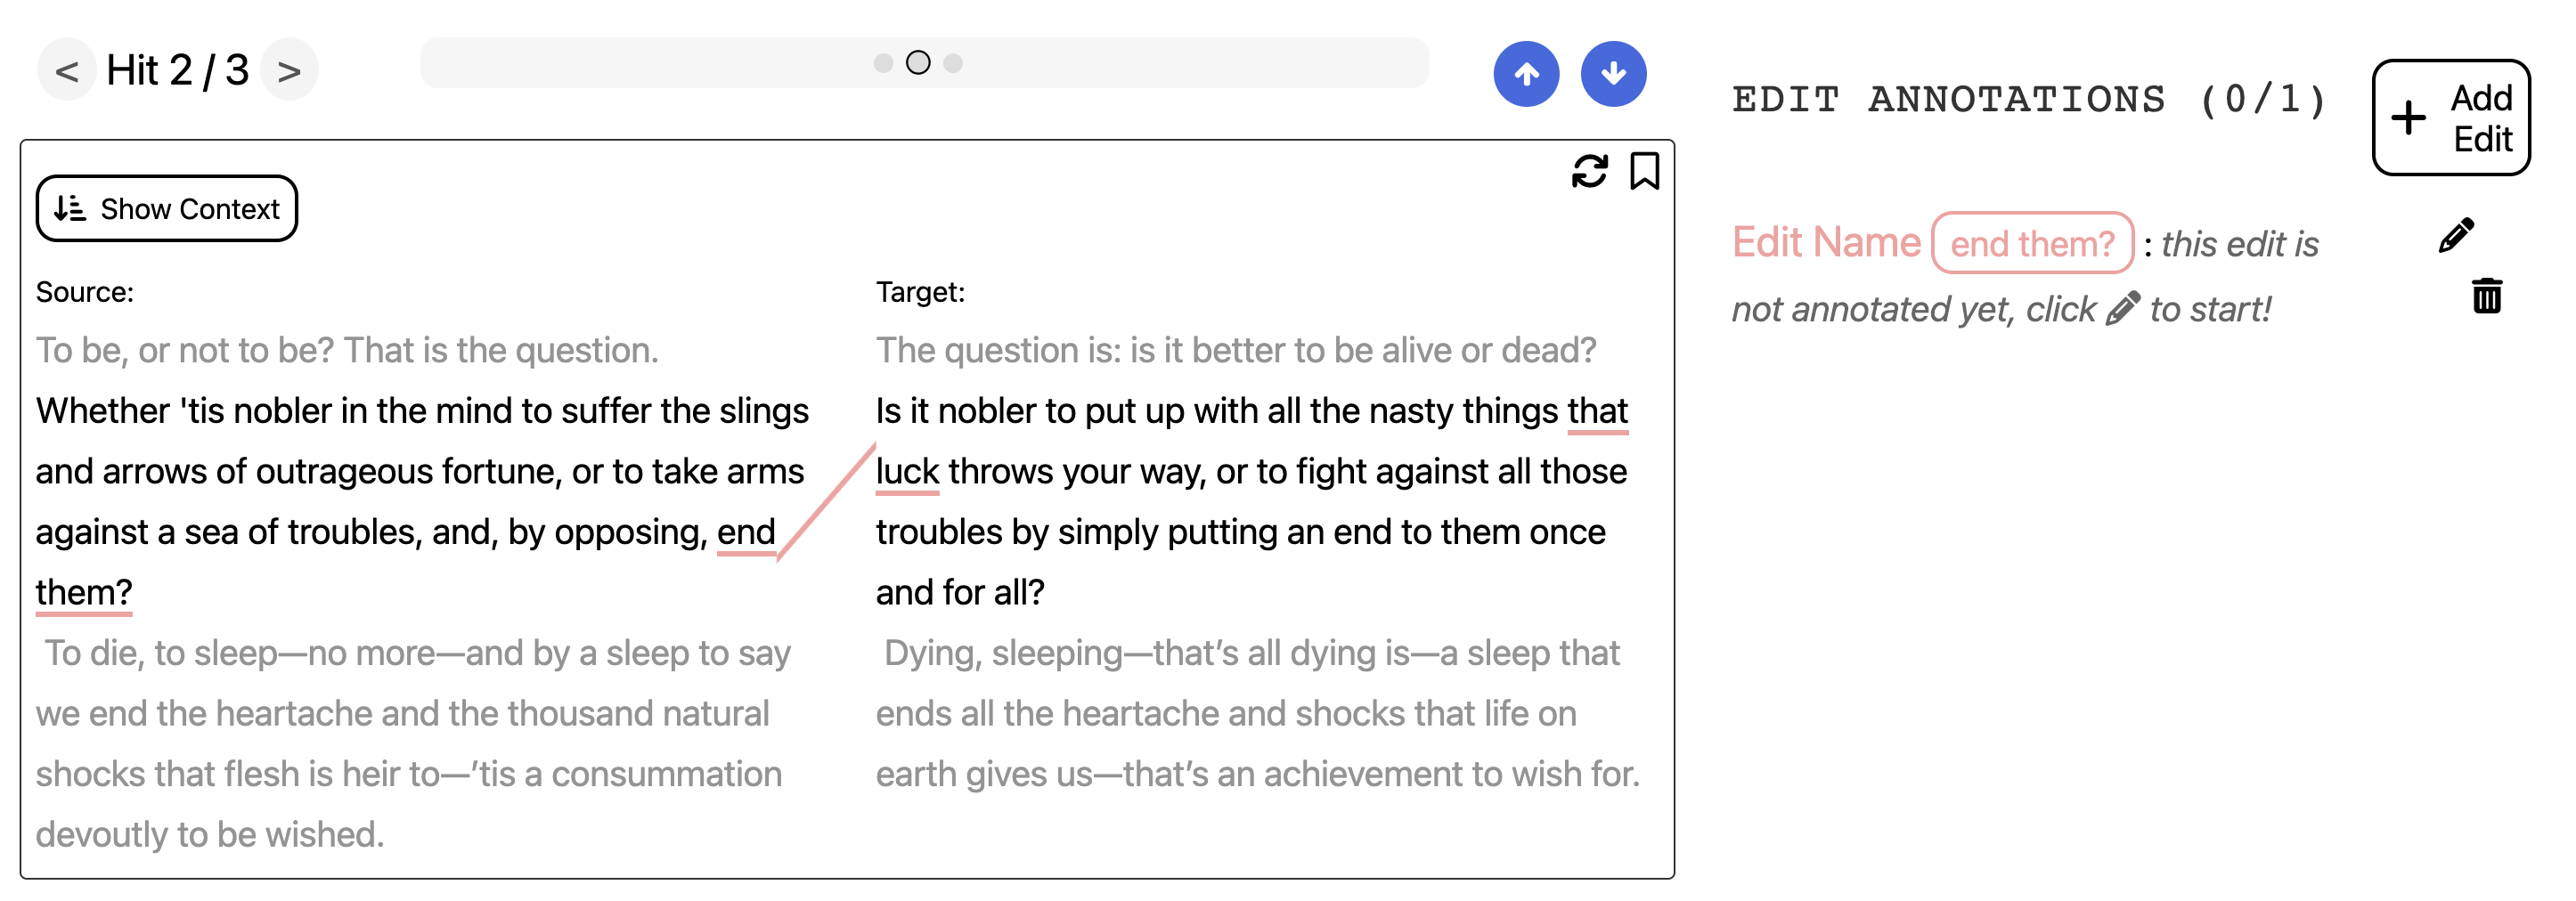 < Hit 2 / 3 >
Show Context
Source:
To be, or not to be? That is the question.
Whether 'tis nobler in the mind to suffer the slings
and arrows of outrageous fortune, or to take arms
against a sea of troubles, and, by opposing, end
them?
To die, to sleep—no more—and by a sleep to say
we end the heartache and the thousand natural
shocks that flesh is heir to—’tis a consummation
devoutly to be wished.
Target:
The question is: is it better to be alive or dead?
Is it nobler to put up with all the nasty things that
luck throws your way, or to fight against all those
troubles by simply putting an end to them once
and for all?
Dying, sleeping—that’s all dying is—a sleep that
ends all the heartache and shocks that life on
earth gives us—that’s an achievement to wish for.
EDIT ANNOTATIONS (0/1)
Add
Edit
Edit Name end them? : this edit is
not annotated yet, click to start!